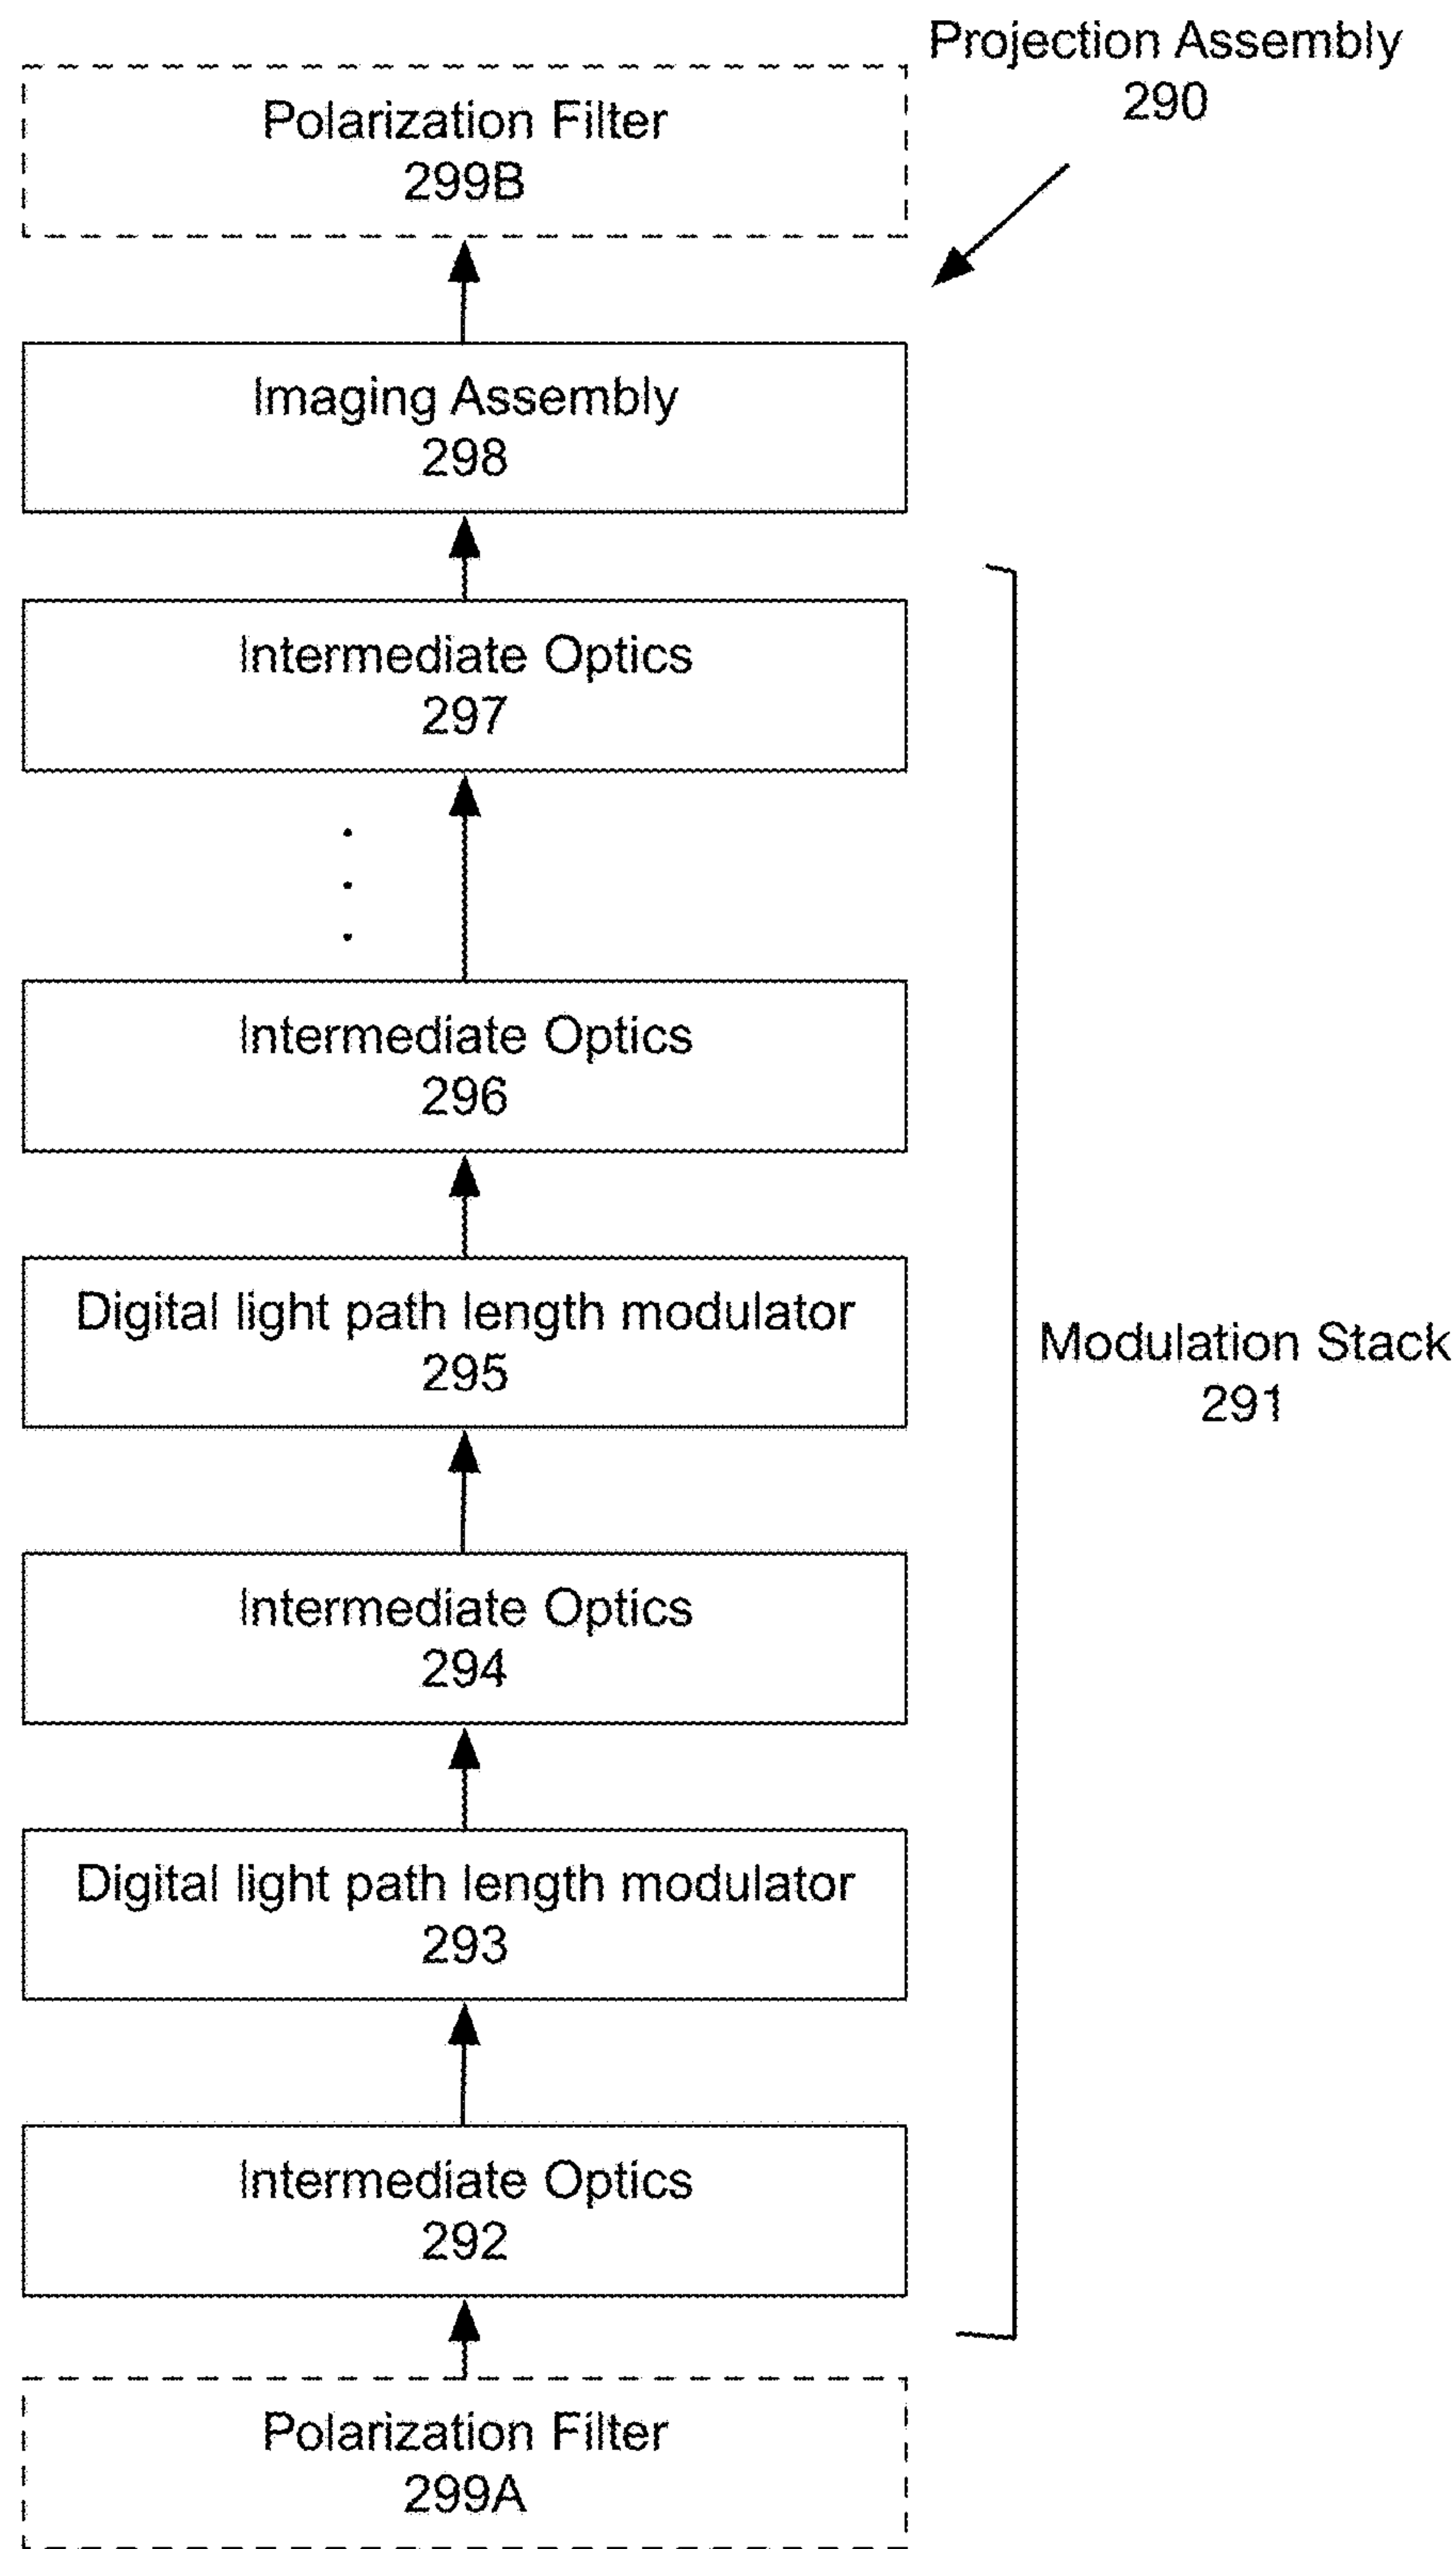 Projection Assembly
290
Polarization Filter
299B
Imaging Assembly
298
Intermediate Optics
297
Intermediate Optics
296
Digital light path length modulator
295
Modulation Stack
291
Intermediate Optics
294
Digital light path length modulator
293
Intermediate Optics
292
Polarization Filter
299A